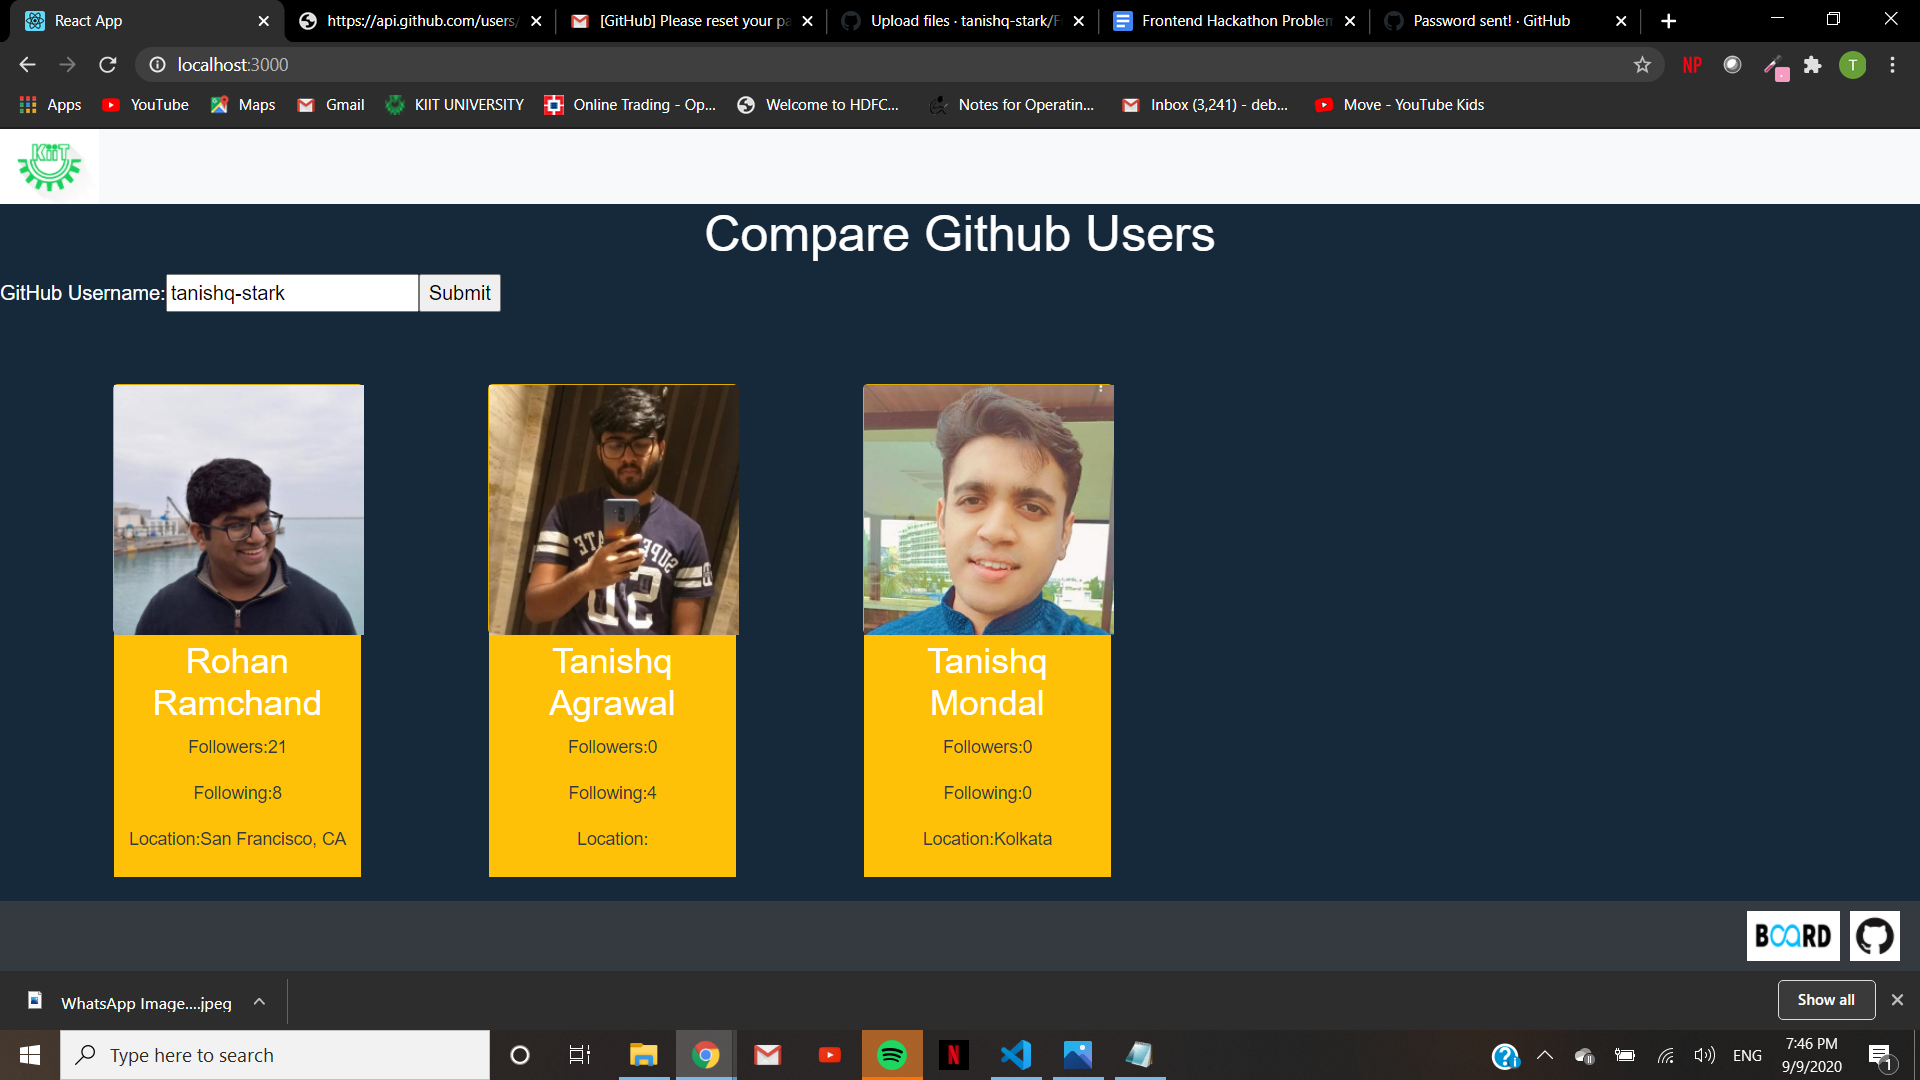 React App
https://api.github.com/users/
[GitHub] Please reset your pa
Upload files · tanishq-stark/F
Frontend Hackathon Problem
Password sent! · GitHub
localhost:3000
NP
T
Apps
YouTube
Maps
Gmail
KIIT UNIVERSITY
Online Trading - Op...
Welcome to HDFC...
Notes for Operatin...
Inbox (3,241) - deb...
Move - YouTube Kids
KIIT
Compare Github Users
GitHub Username:
tanishq-stark
Submit
Rohan
Ramchand
Followers:21
Following:8
Location:San Francisco, CA
Tanishq
Agrawal
Followers:0
Following:4
Location:
Tanishq
Mondal
Followers:0
Following:0
Location:Kolkata
BOARD
WhatsApp Image....jpeg
Show all
Type here to search
N
ENG
7:46 PM
9/9/2020
1